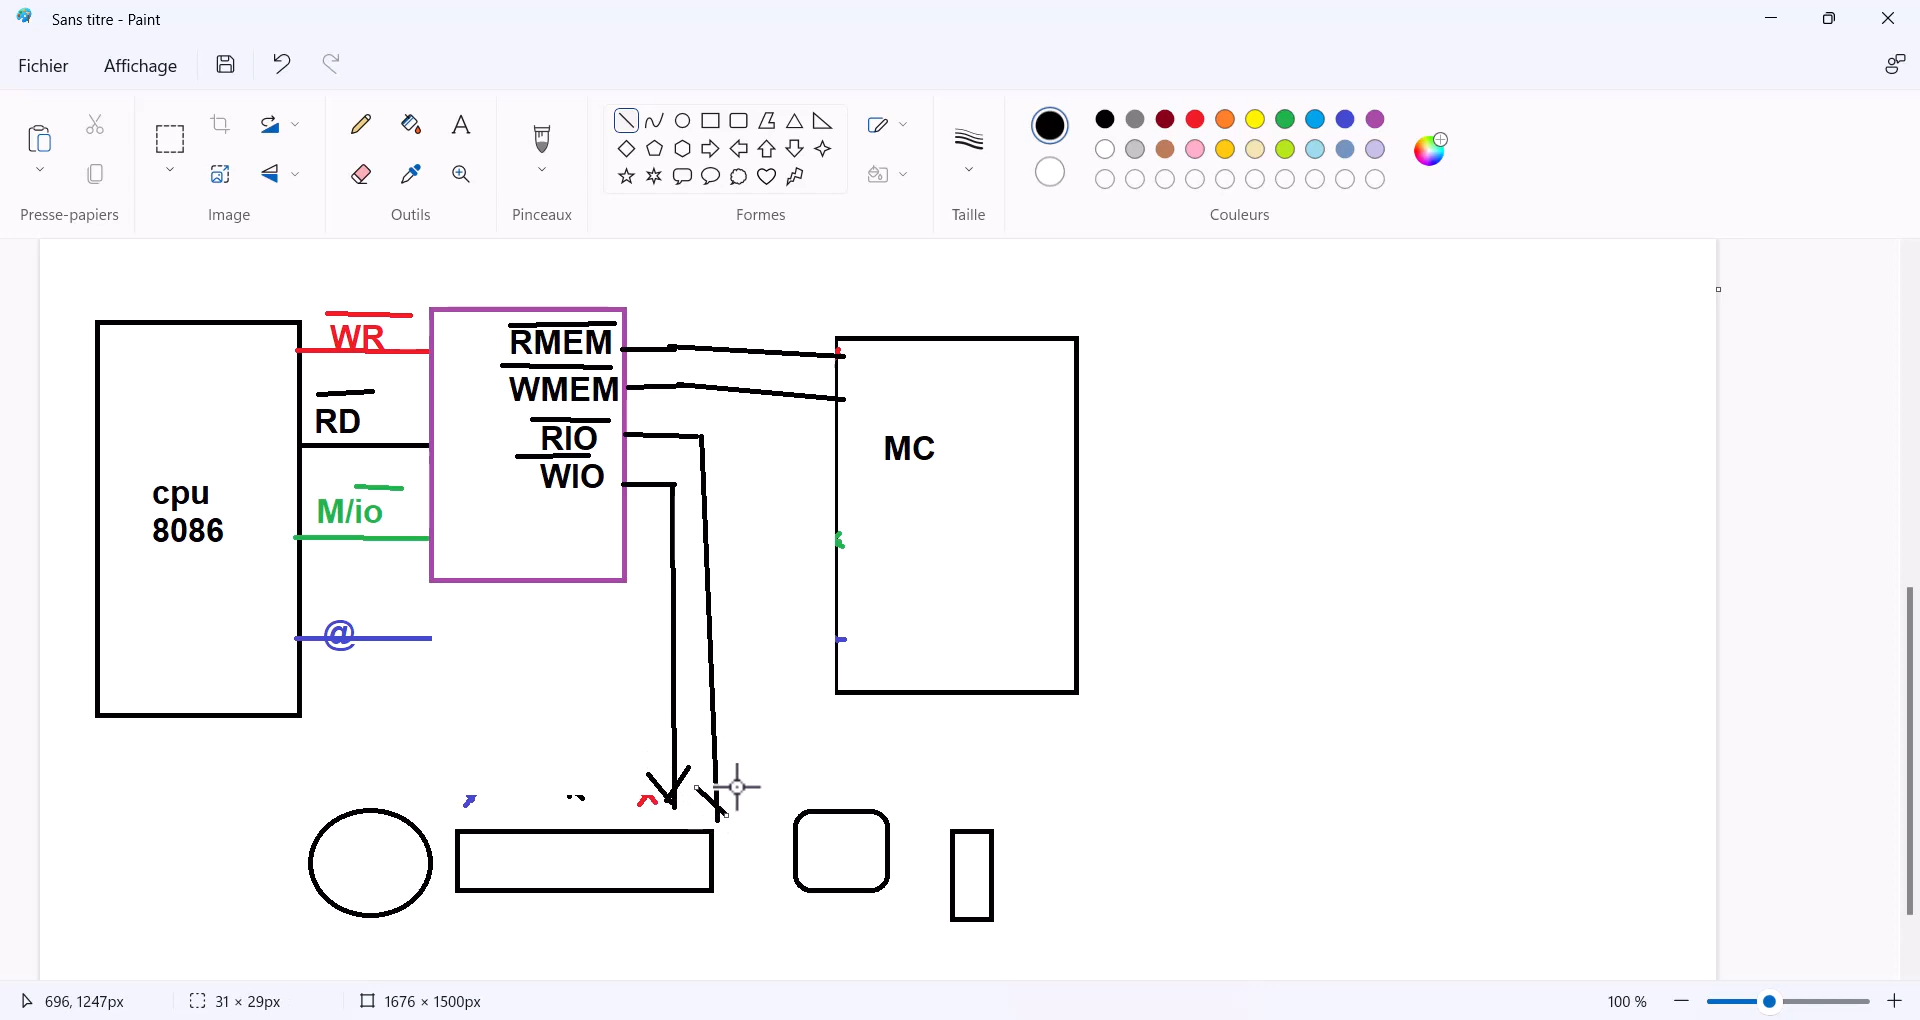 Sans titre - Paint
Fichier Affichage
Presse-papiers Image Outils Pinceaux Formes Taille Couleurs
WR
RD
M/io
@
cpu
8086
RMEM
WMEM
RIO
WIO
MC
696, 1247px 31 × 29px 1676 × 1500px 100 %